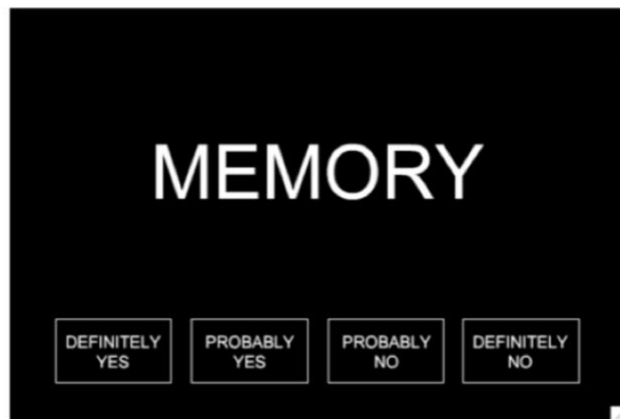 MEMORY
DEFINITELY
YES
PROBABLY
YES
PROBABLY
NO
DEFINITELY
NO